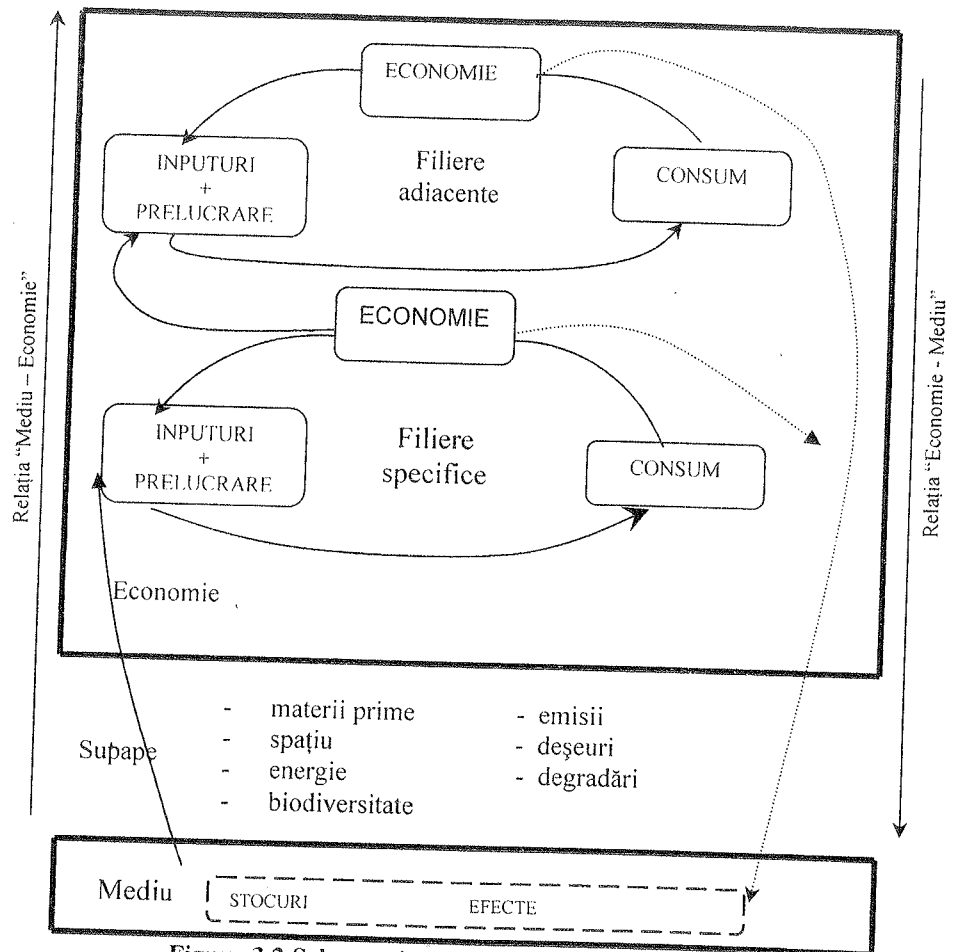 ECONOMIE
INPUTURI
+
PRELUCRARE
Filiere
adiacente
CONSUM
Relația “Mediu – Economie”
ECONOMIE
INPUTURI
+
PRELUCRARE
Filiere
specifice
CONSUM
Relația “Economie - Mediu”
Economie
Supape
- materii prime
- spațiu
- energie
- biodiversitate
- emisii
- deșeuri
- degradări
Mediu
STOCURI
EFECTE